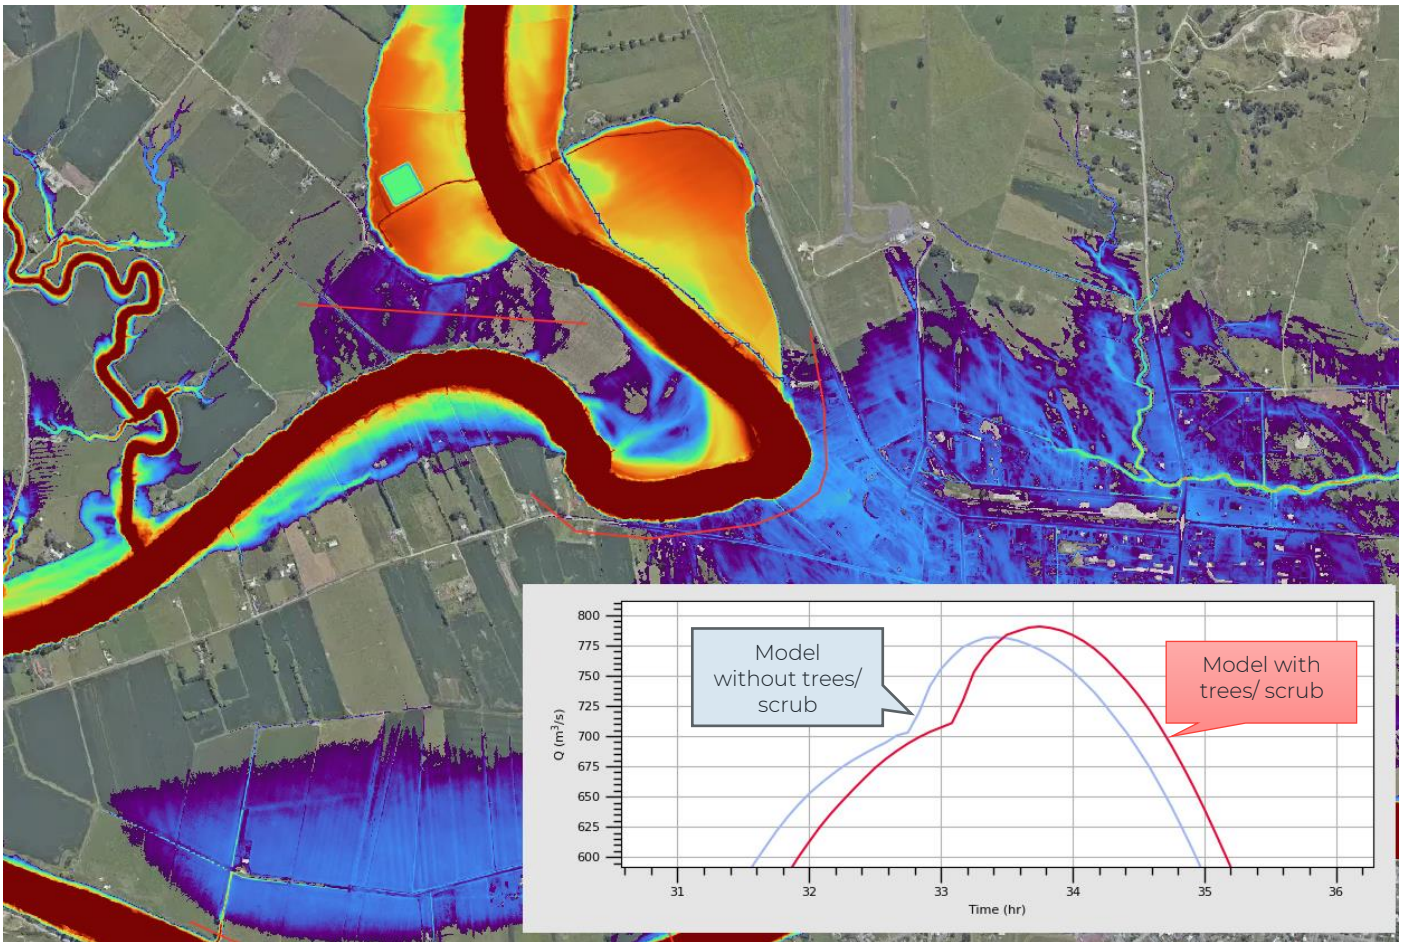 800
775
750
725
700
675
650
625
600
Q (m³/s)
Model
without trees/
scrub
Model with
trees/ scrub
31
32
33
34
35
36
Time (hr)